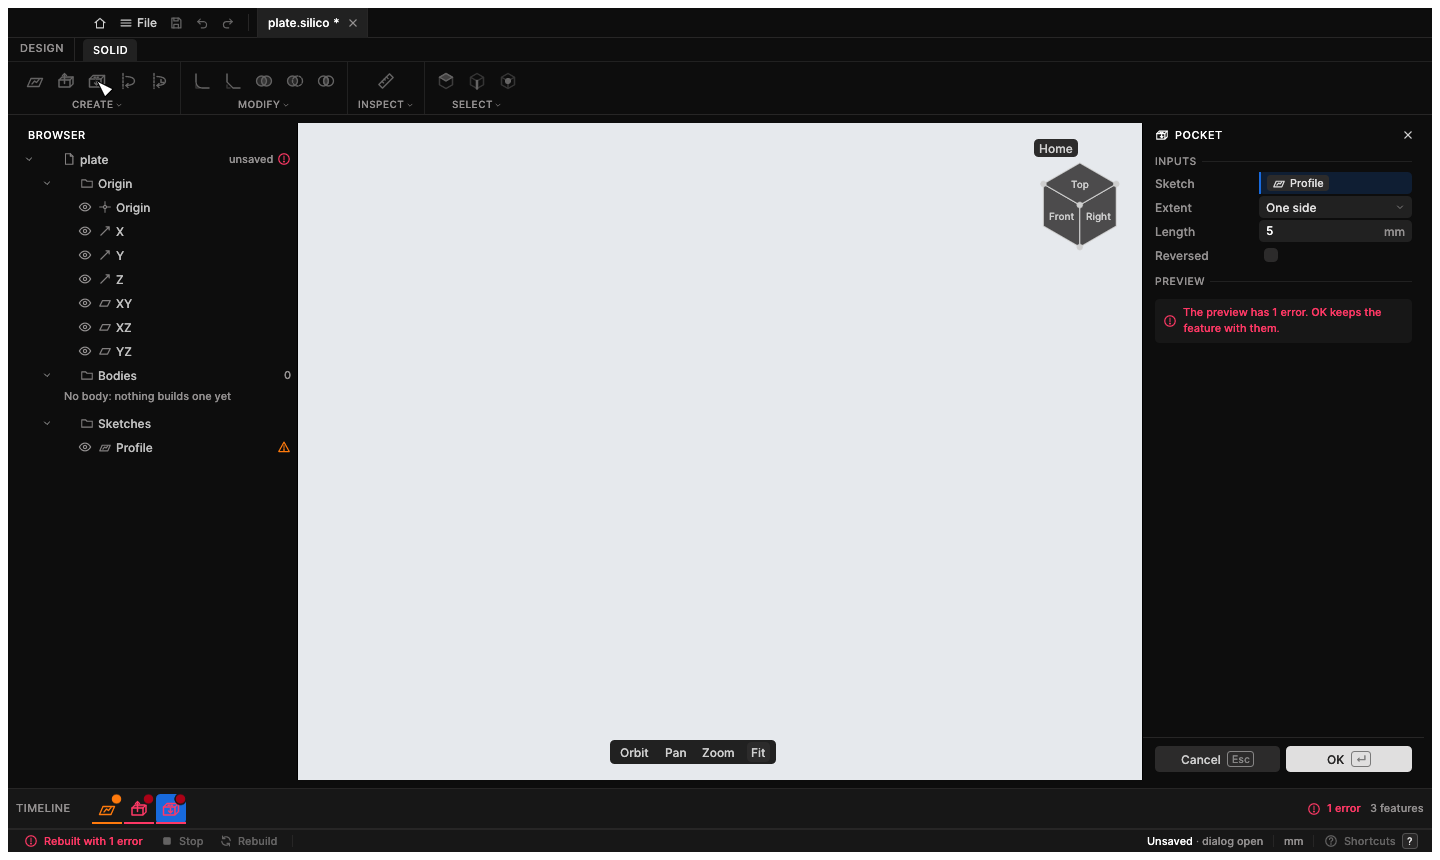 File
plate.silico *
DESIGN
SOLID
CREATE
MODIFY
INSPECT
SELECT
BROWSER
plate
unsaved
Origin
Origin
X
Y
Z
XY
XZ
YZ
Bodies
0
No body: nothing builds one yet
Sketches
Profile
Home
Top
Front
Right
Orbit
Pan
Zoom
Fit
POCKET
INPUTS
Sketch
Profile
Extent
One side
Length
5
mm
Reversed
PREVIEW
The preview has 1 error. OK keeps the
feature with them.
Cancel
Esc
OK
TIMELINE
1 error
3 features
Rebuilt with 1 error
Stop
Rebuild
Unsaved · dialog open
mm
Shortcuts
?